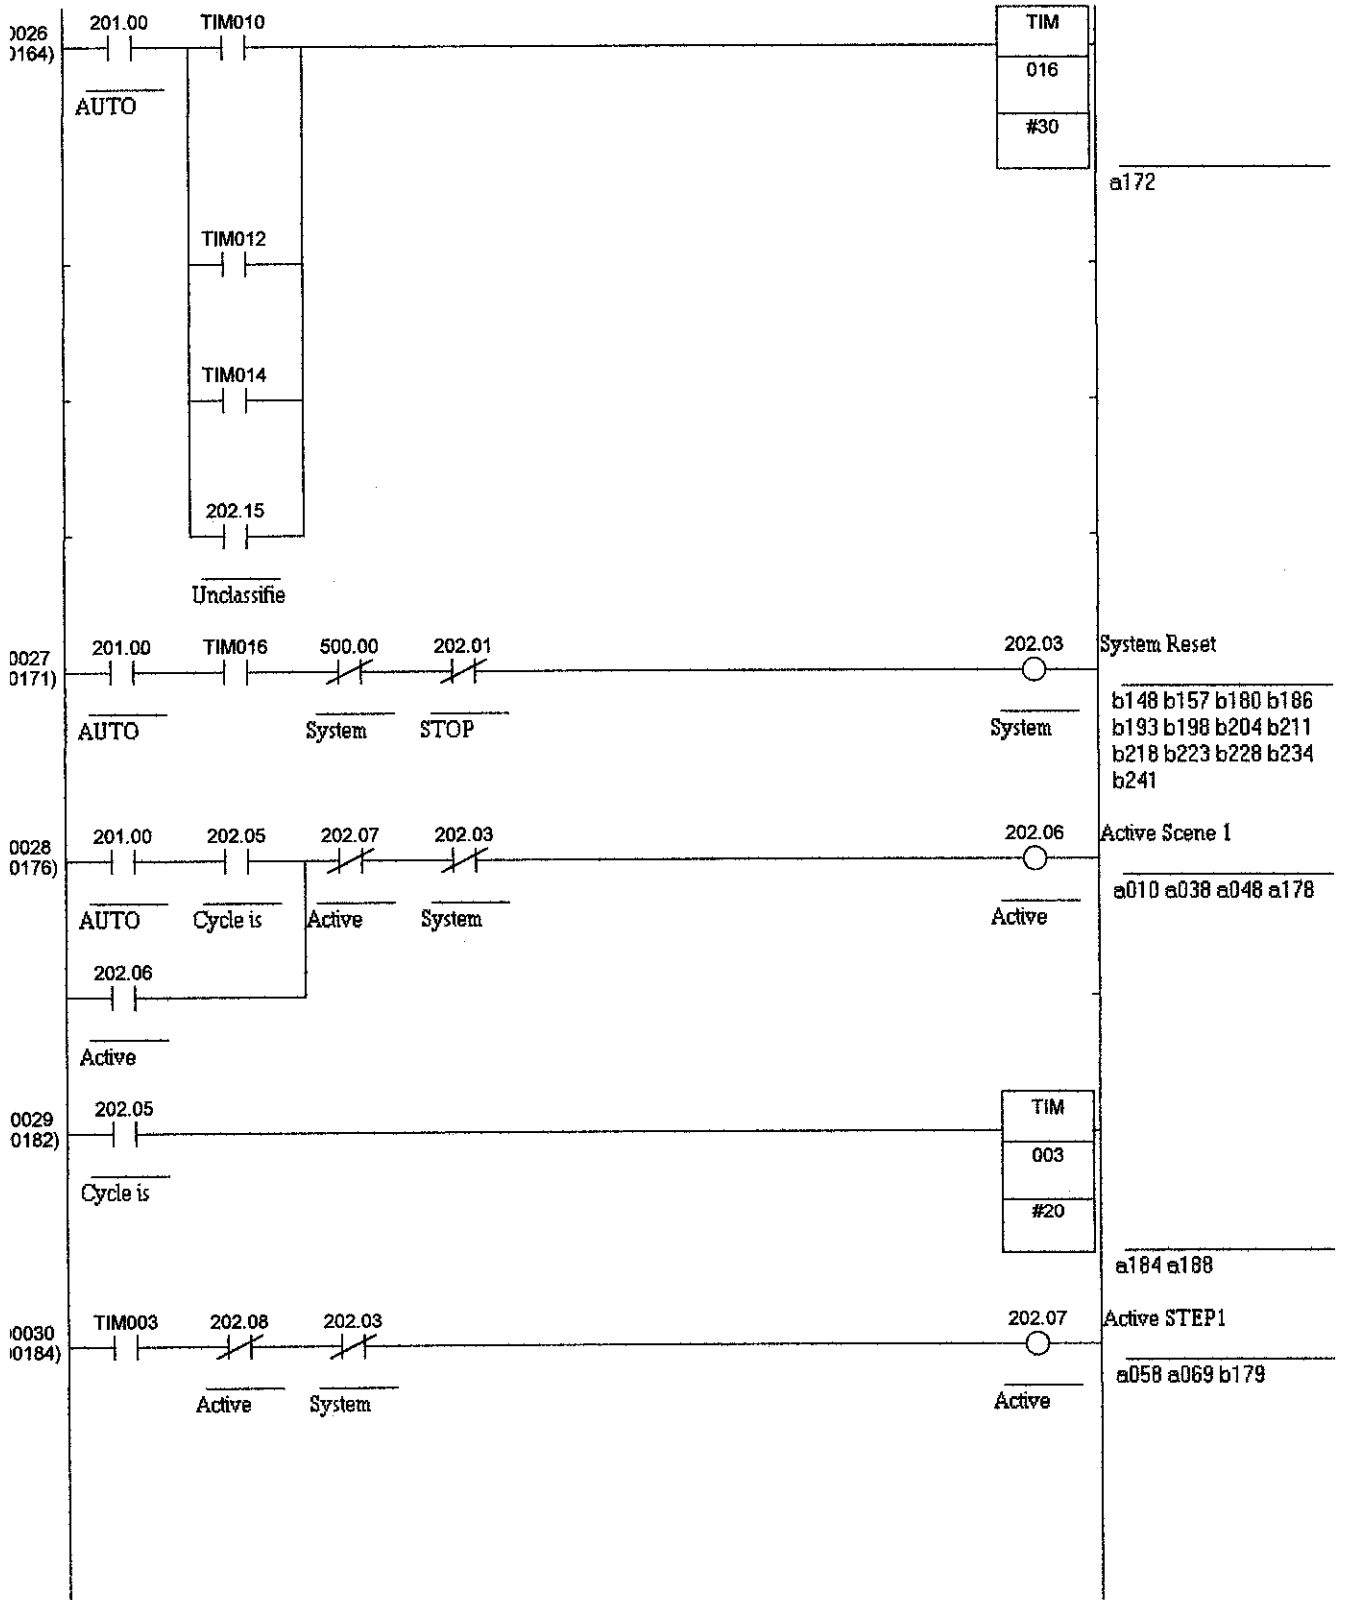 201.00 TIM010 TIM
0026
0164)
016
AUTO
#30
a172
TIM012
TIM014
202.15
Unclassifie
0027
0171)
201.00 TIM016 500.00 202.01 202.03 System Reset
AUTO System STOP System
b148 b157 b180 b186
b193 b198 b204 b211
b218 b223 b228 b234
b241
0028
0176)
201.00 202.05 202.07 202.03 202.06 Active Scene 1
AUTO Cycle is Active System Active
a010 a038 a048 a178
202.06
Active
0029
0182)
202.05 TIM
003
Cycle is
#20
a184 a188
0030
00184)
TIM003 202.08 202.03 202.07 Active STEP1
Active System Active
a058 a069 b179